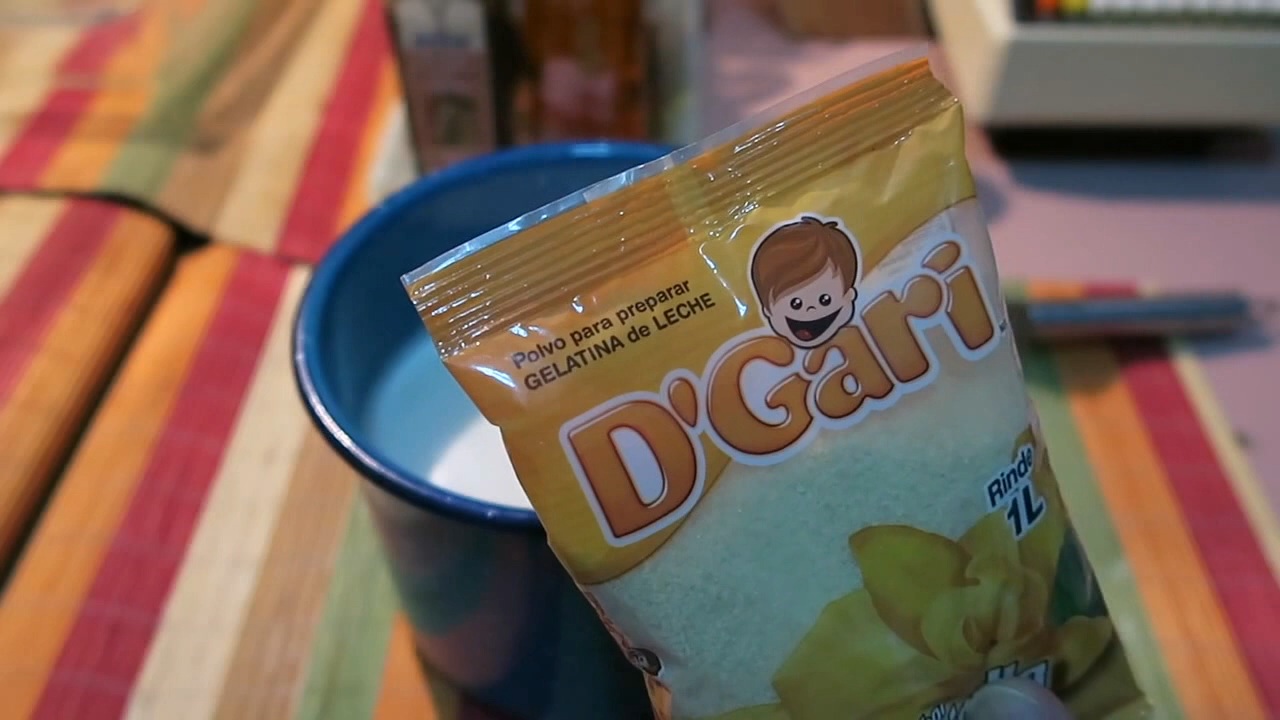 Polvo para preparar
GELATINA de LECHE
D'Gari
Rinde
1L